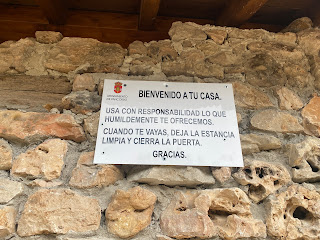 BIENVENIDO A TU CASA.
USA CON RESPONSABILIDAD LO QUE
HUMILDEMENTE TE OFRECEMOS.
CUANDO TE VAYAS, DEJA LA ESTANCIA
LIMPIA Y CIERRA LA PUERTA.
GRACIAS.